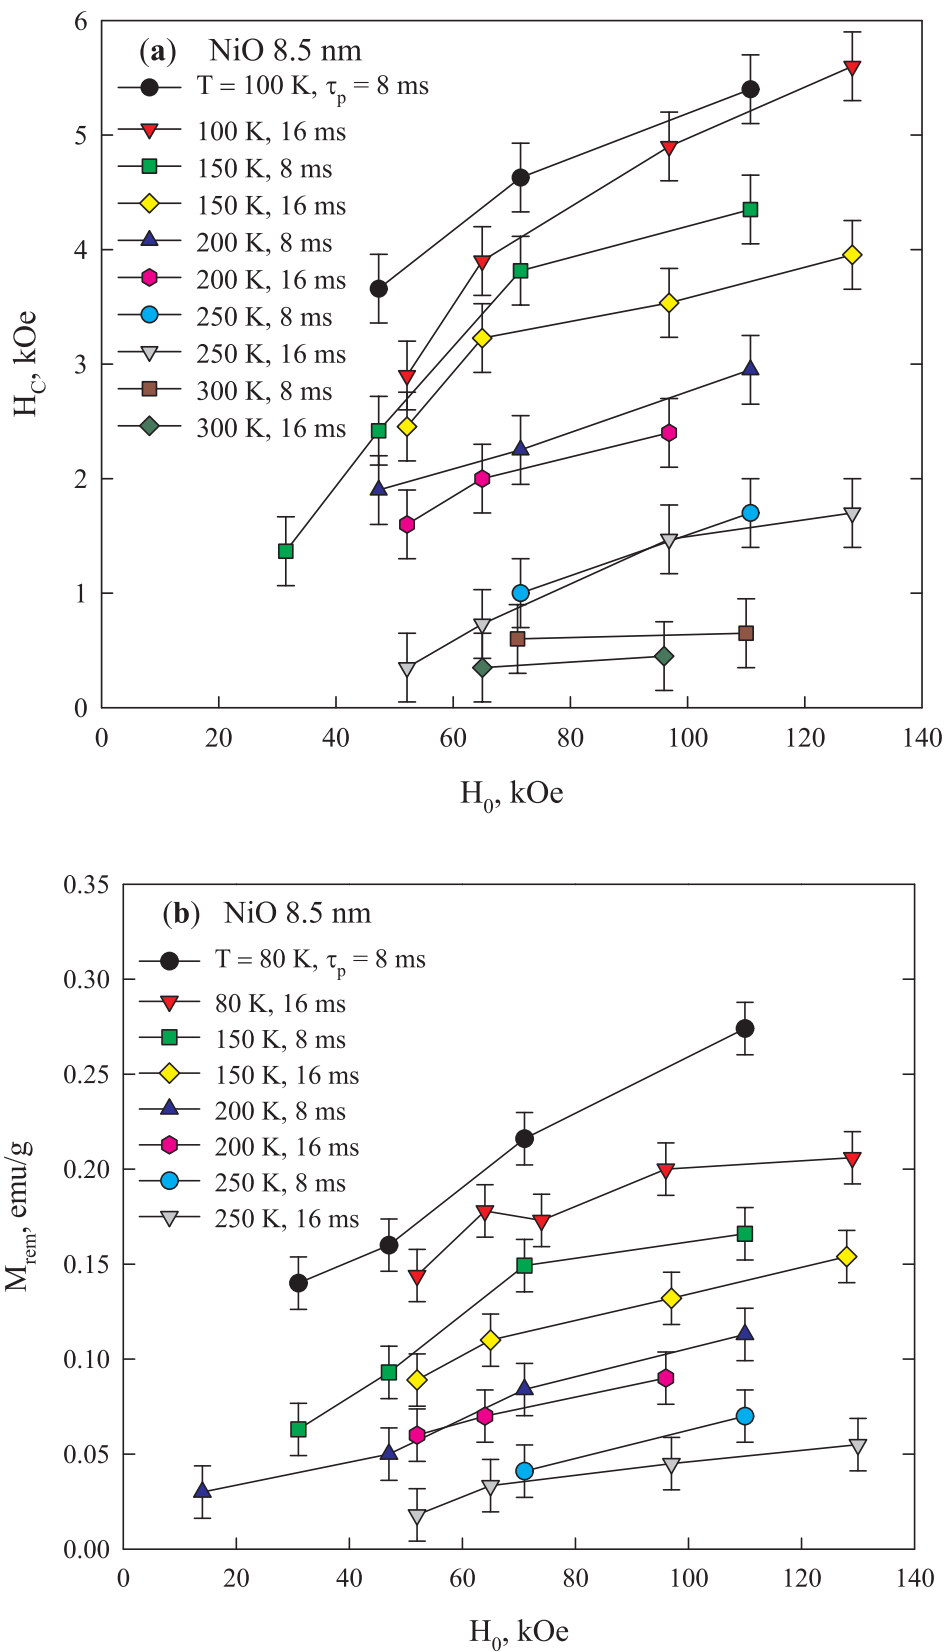 (a) NiO 8.5 nm
T = 100 K, τp = 8 ms
100 K, 16 ms
150 K, 8 ms
150 K, 16 ms
200 K, 8 ms
200 K, 16 ms
250 K, 8 ms
250 K, 16 ms
300 K, 8 ms
300 K, 16 ms
6
5
4
3
2
1
0
HC, kOe
0 20 40 60 80 100 120 140
H0, kOe
(b) NiO 8.5 nm
T = 80 K, τp = 8 ms
80 K, 16 ms
150 K, 8 ms
150 K, 16 ms
200 K, 8 ms
200 K, 16 ms
250 K, 8 ms
250 K, 16 ms
0.35
0.30
0.25
0.20
0.15
0.10
0.05
0.00
Mrem, emu/g
0 20 40 60 80 100 120 140
H0, kOe